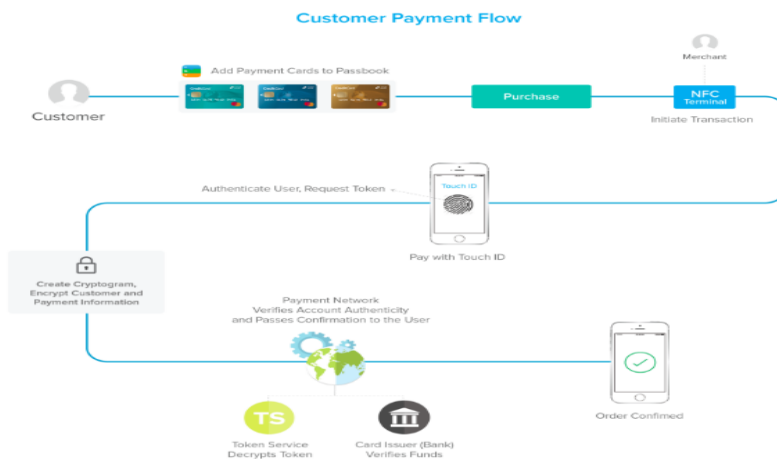 Customer Payment Flow
Merchant
Add Payment Cards to Passbook
Customer
Purchase
NFC
Terminal
Initiate Transaction
Authenticate User, Request Token
Touch ID
Pay with Touch ID
Create Cryptogram,
Encrypt Customer and
Payment Information
Payment Network
Verifies Account Authenticity
and Passes Confirmation to the User
Order Confimed
TS
Token Service
Decrypts Token
Card Issuer (Bank)
Verifies Funds